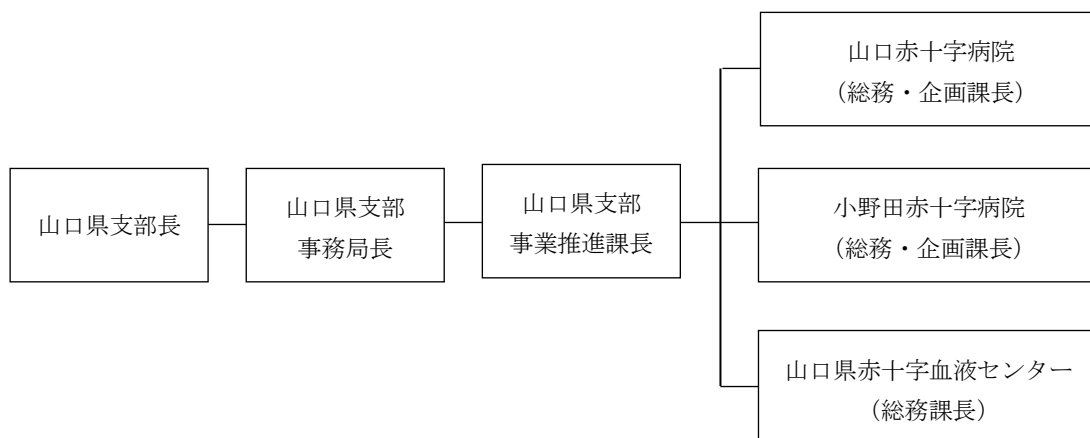 山口県支部長
山口県支部
事務局長
山口県支部
事業推進課長
山口赤十字病院
（総務・企画課長）
小野田赤十字病院
（総務・企画課長）
山口県赤十字血液センター
（総務課長）